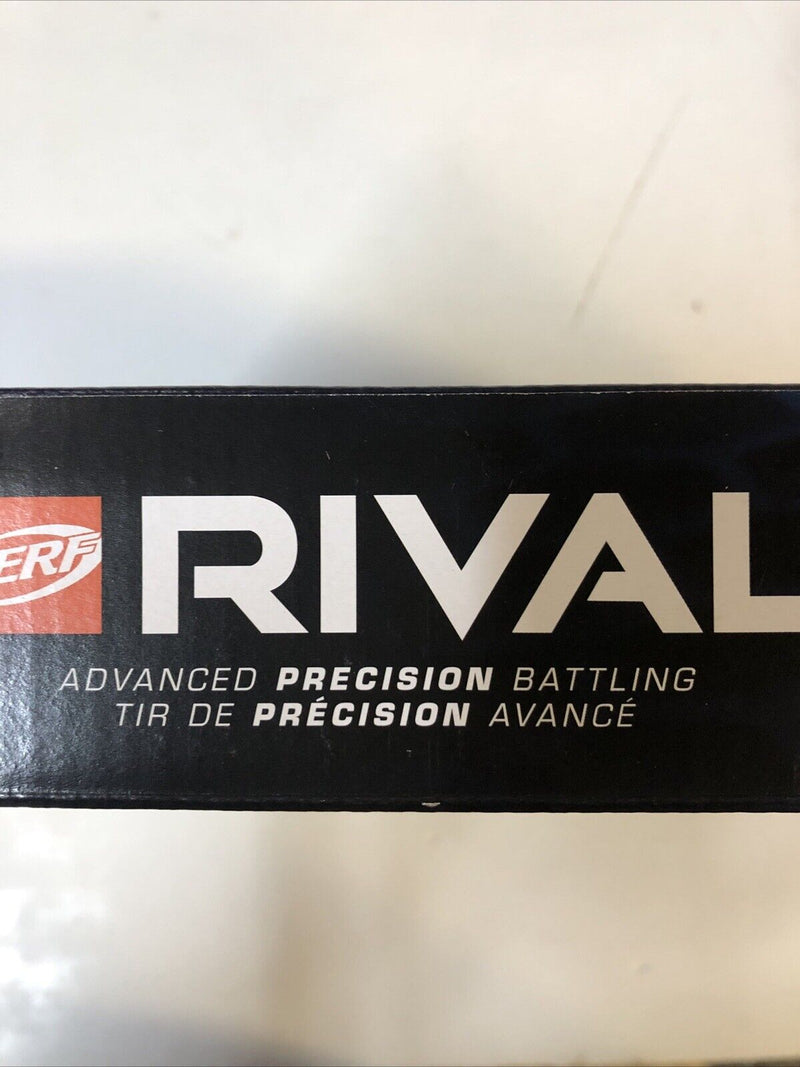 ERF RIVAL
ADVANCED PRECISION BATTLING
TIR DE PRÉCISION AVANCÉ